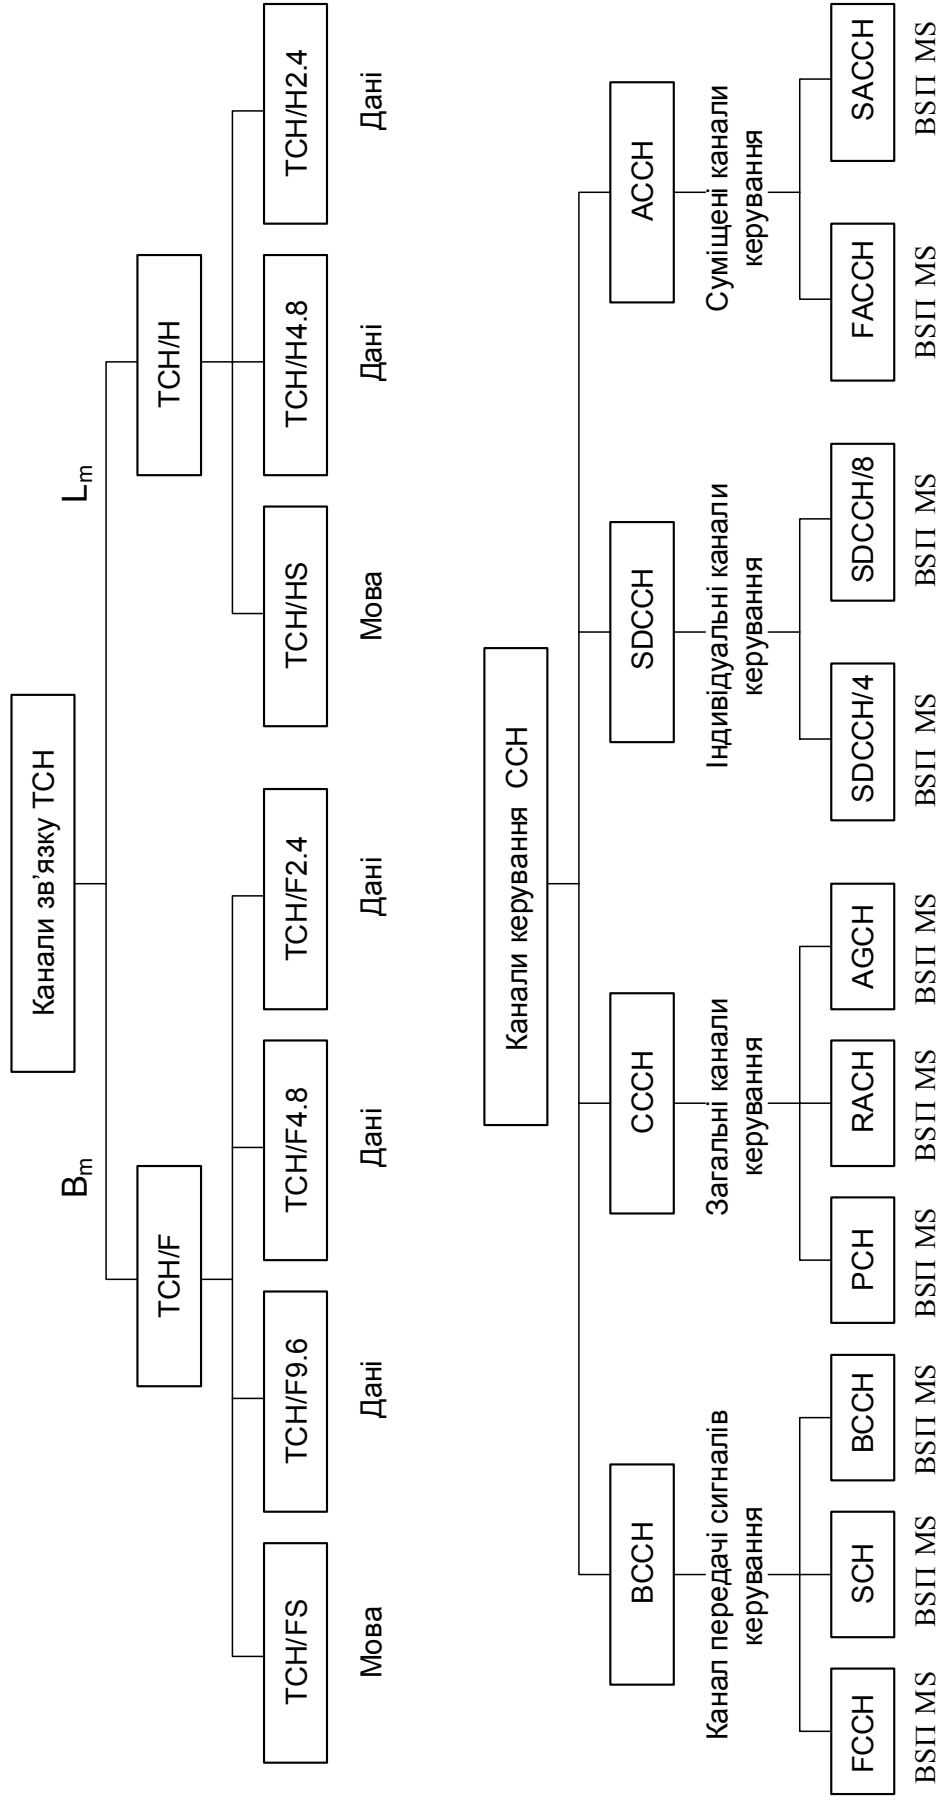 Канали зв’язку TCH
Bm
Lm
TCH/F
TCH/H
TCH/FS
TCH/F9.6
TCH/F4.8
TCH/F2.4
TCH/HS
TCH/H4.8
TCH/H2.4
Мова
Дані
Дані
Дані
Мова
Дані
Дані
Канали керування CCH
BCCH
CCCH
SDCCH
ACCH
Канал передачі сигналів
керування
Загальні канали
керування
Індивідуальні канали
керування
Суміщені канали
керування
FCCH
SCH
BCCH
PCH
RACH
AGCH
SDCCH/4
SDCCH/8
FACCH
SACCH
BSП MS
BSП MS
BSП MS
BSП MS
BSП MS
BSП MS
BSП MS
BSП MS
BSП MS
BSП MS